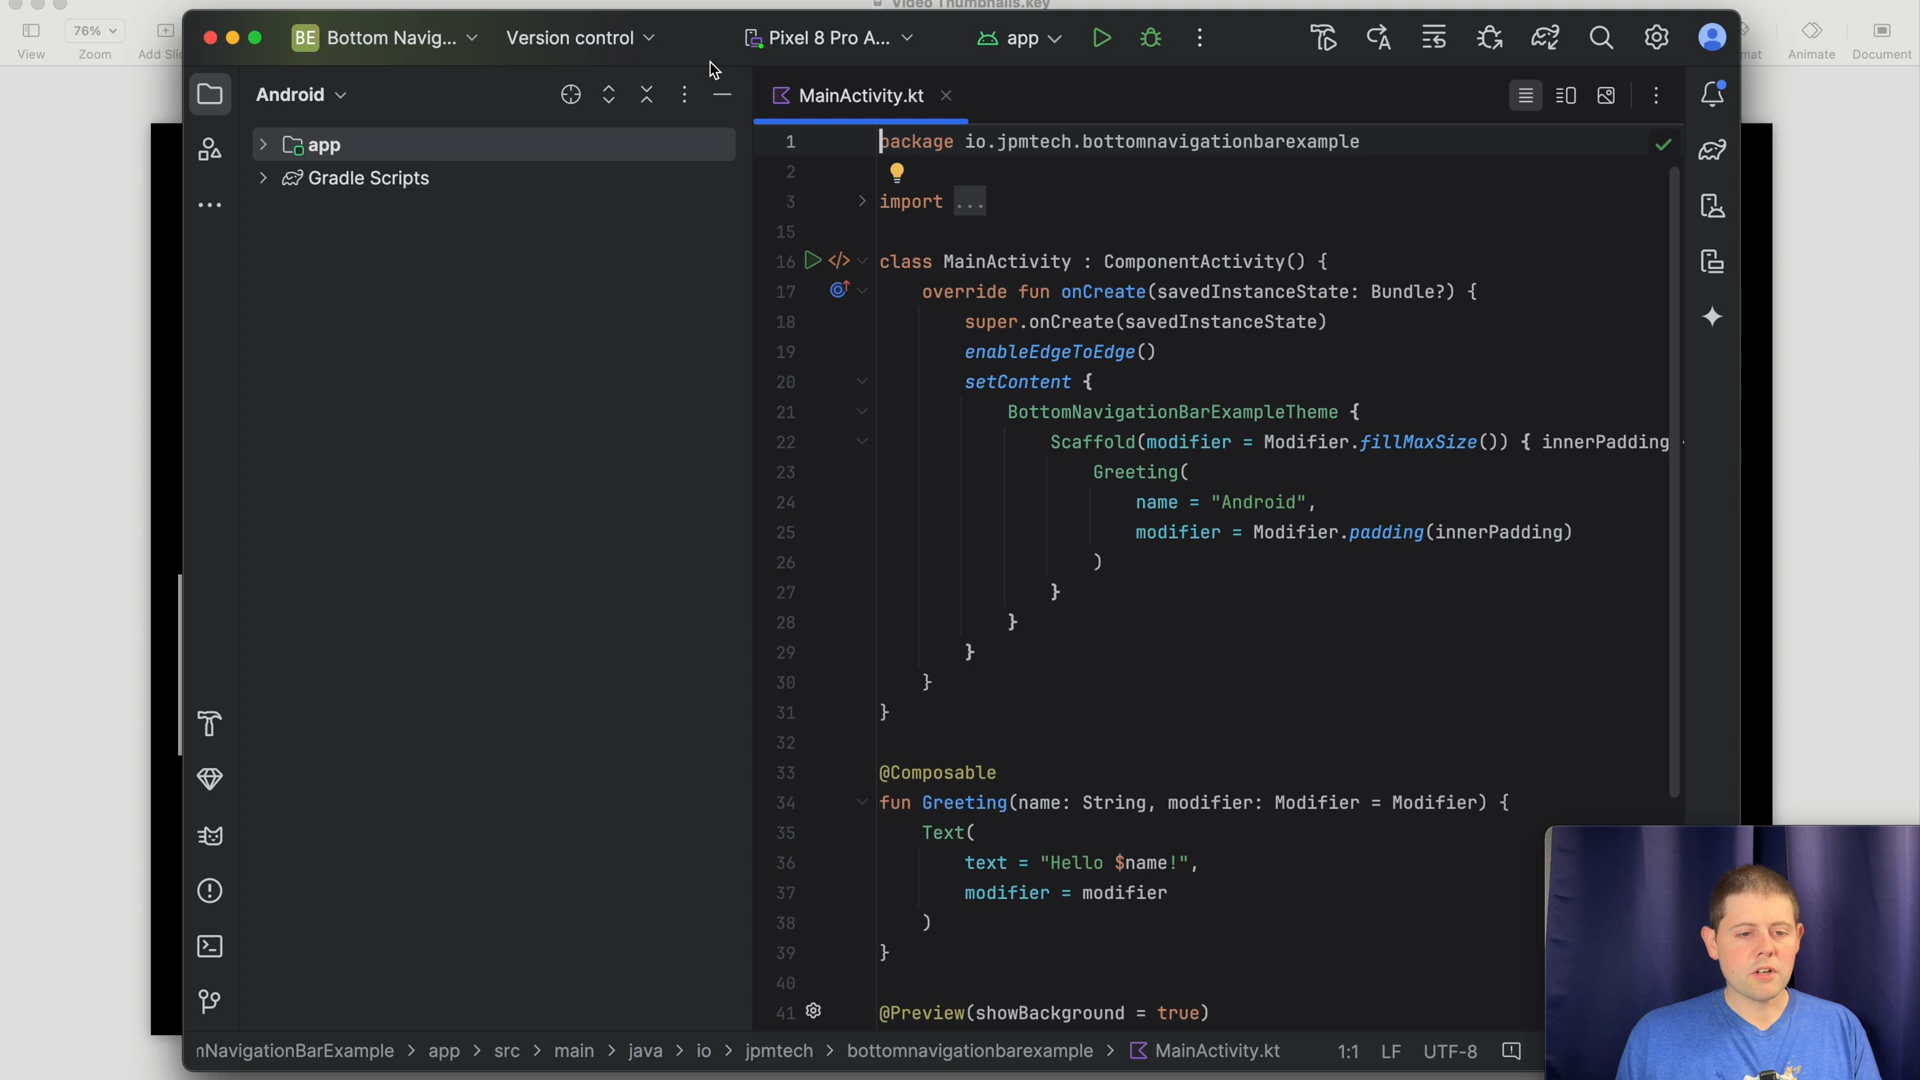 Video Thumbnails.key
76%
View
Zoom
Add Sli
Animate
Document
BE Bottom Navig...
Version control
Pixel 8 Pro A...
app
Android
MainActivity.kt
app
Gradle Scripts
1 package io.jpmtech.bottomnavigationbarexample
2
3 import ...
15
16 class MainActivity : ComponentActivity() {
17 override fun onCreate(savedInstanceState: Bundle?) {
18 super.onCreate(savedInstanceState)
19 enableEdgeToEdge()
20 setContent {
21 BottomNavigationBarExampleTheme {
22 Scaffold(modifier = Modifier.fillMaxSize()) { innerPadding
23 Greeting(
24 name = "Android",
25 modifier = Modifier.padding(innerPadding)
26 )
27 }
28 }
29 }
30 }
31 }
32
33 @Composable
34 fun Greeting(name: String, modifier: Modifier = Modifier) {
35 Text(
36 text = "Hello $name!",
37 modifier = modifier
38 )
39 }
40
41 @Preview(showBackground = true)
nNavigationBarExample > app > src > main > java > io > jpmtech > bottomnavigationbarexample > MainActivity.kt
1:1 LF UTF-8